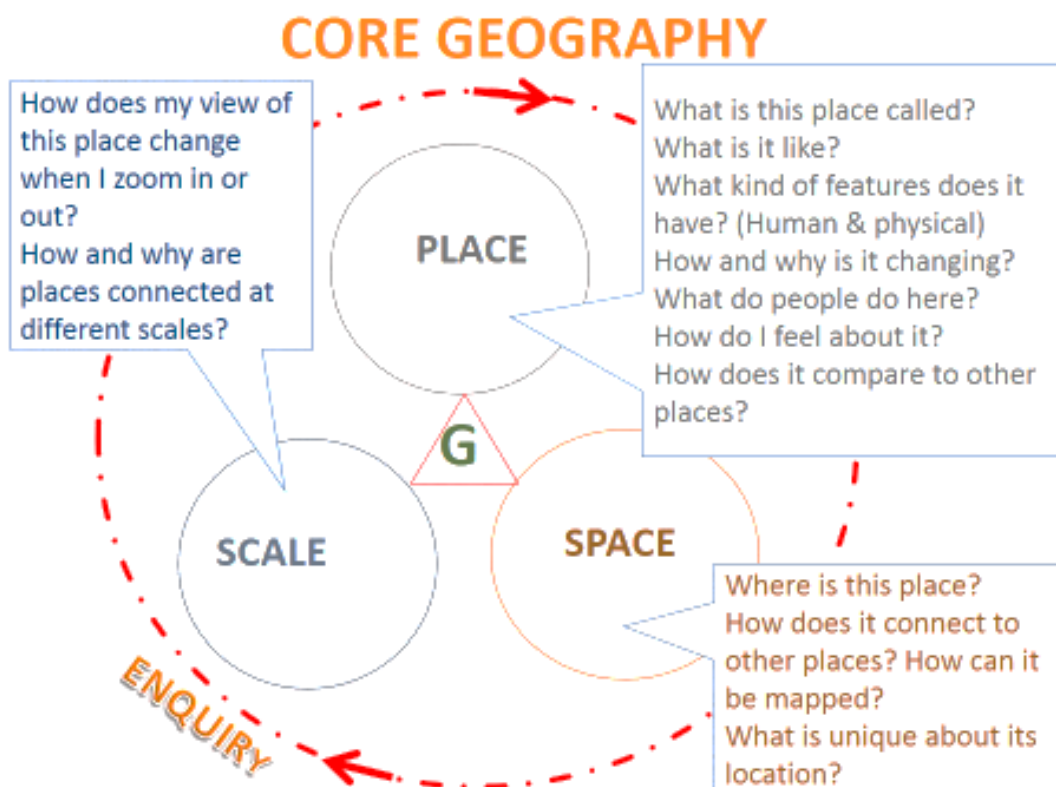 CORE GEOGRAPHY
How does my view of
this place change
when I zoom in or
out?
How and why are
places connected at
different scales?
What is this place called?
What is it like?
What kind of features does it
have? (Human & physical)
How and why is it changing?
What do people do here?
How do I feel about it?
How does it compare to other
places?
PLACE
G
SCALE
SPACE
Where is this place?
How does it connect to
other places? How can it
be mapped?
What is unique about its
location?
ENQUIRY